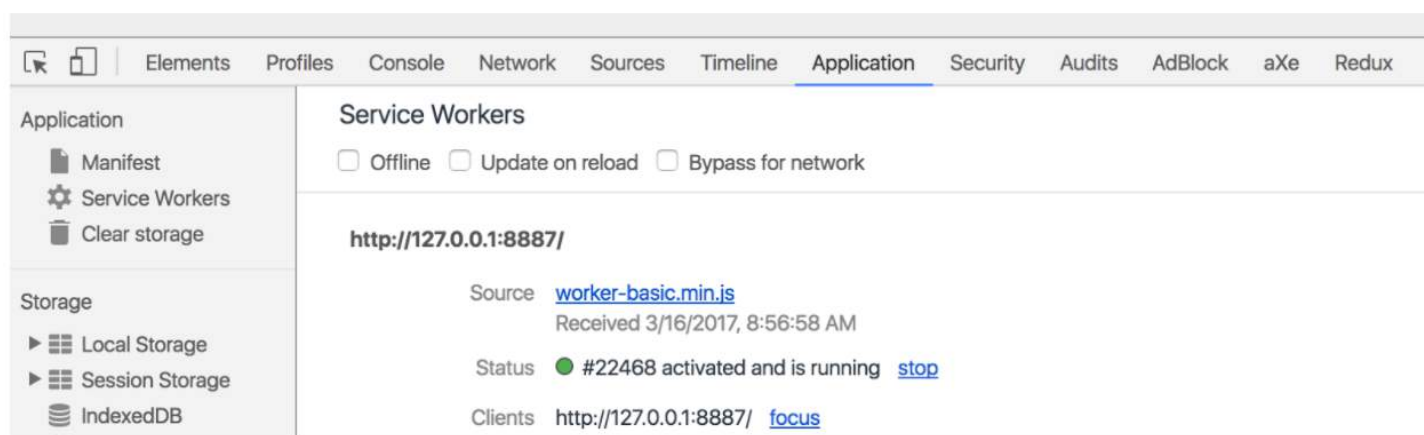 Elements Profiles Console Network Sources Timeline Application Security Audits AdBlock aXe Redux
Application
Manifest
Service Workers
Clear storage
Storage
Local Storage
Session Storage
IndexedDB
Service Workers
Offline Update on reload Bypass for network
http://127.0.0.1:8887/
Source worker-basic.min.js
Received 3/16/2017, 8:56:58 AM
Status #22468 activated and is running stop
Clients http://127.0.0.1:8887/ focus